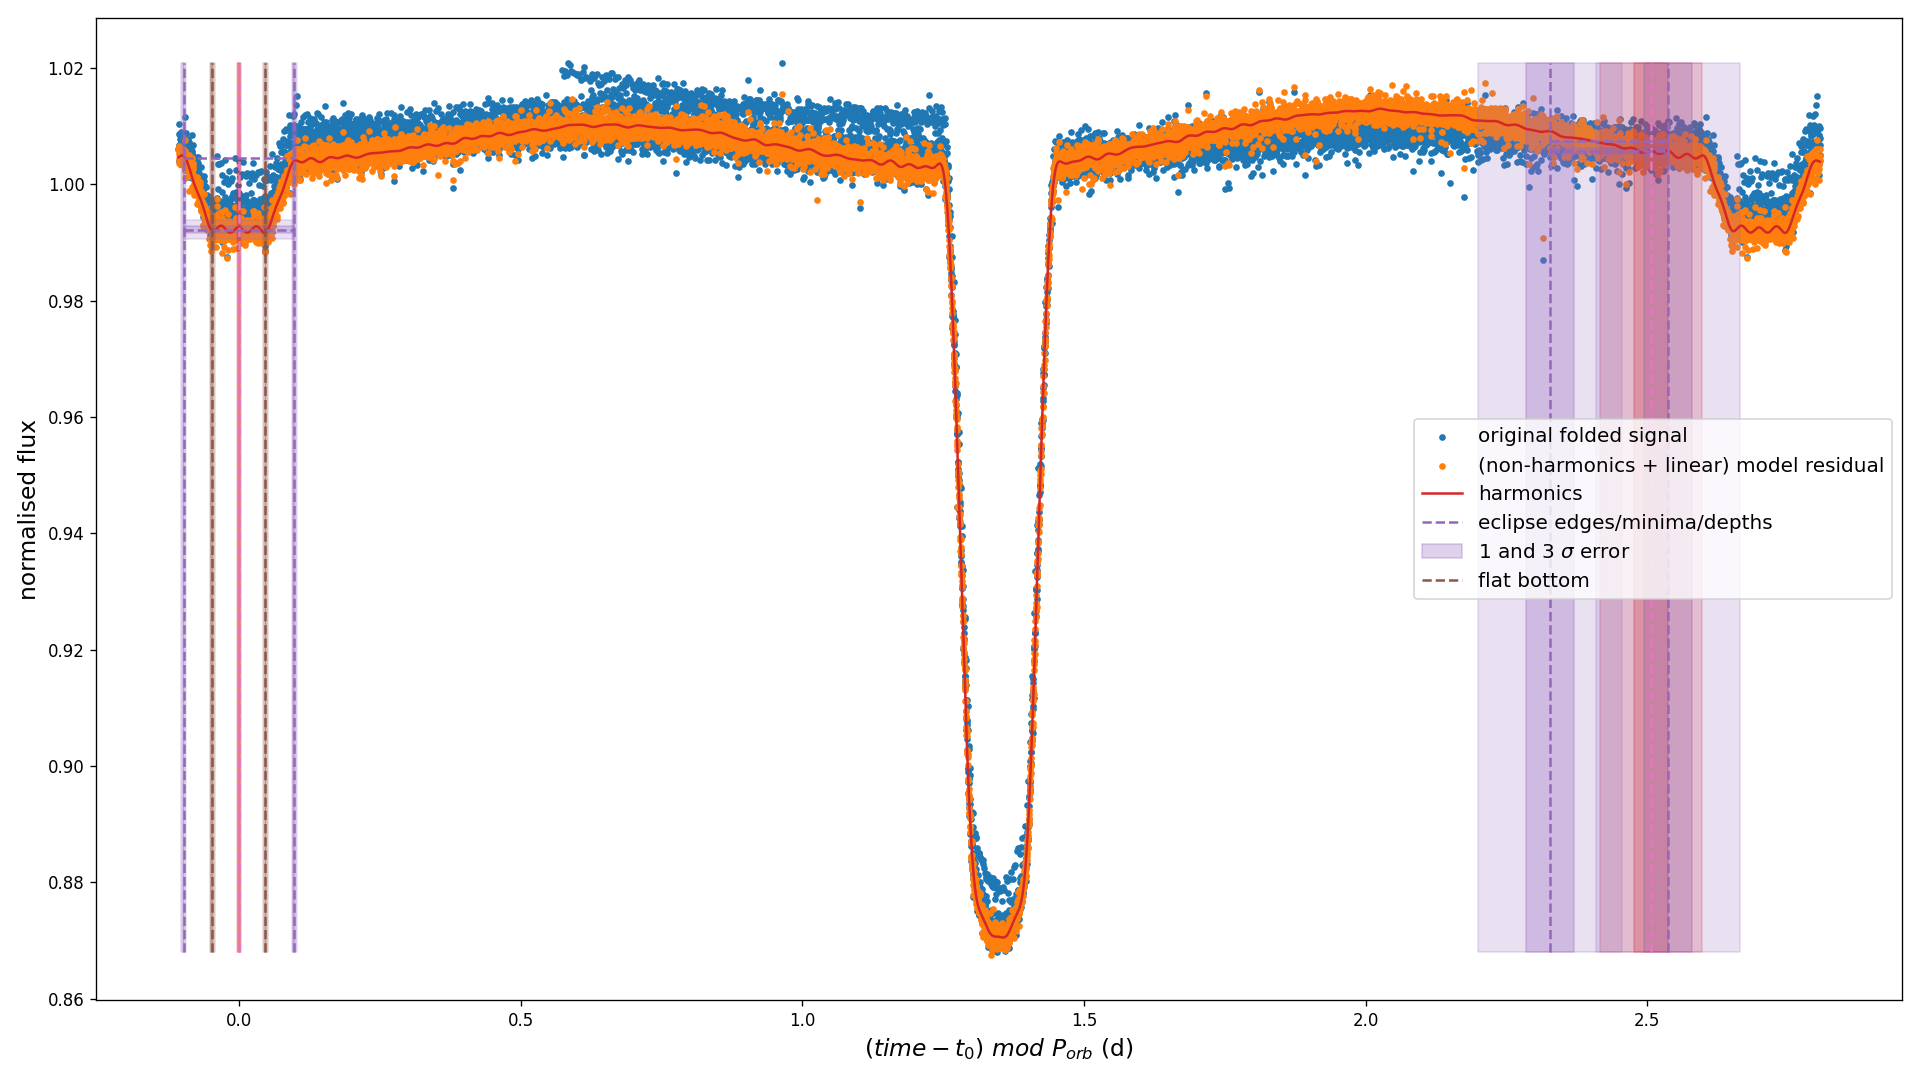 normalised flux
1.02
1.00
0.98
0.96
0.94
0.92
0.90
0.88
0.86
original folded signal
(non-harmonics + linear) model residual
harmonics
eclipse edges/minima/depths
1 and 3 σ error
flat bottom
0.0 0.5 1.0 1.5 2.0 2.5
(time − t₀) mod Pₒᵣb (d)